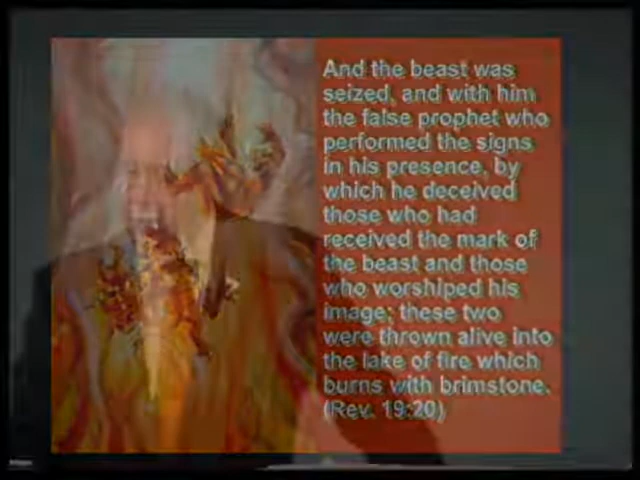 And the beast was
seized, and with him
the false prophet who
performed the signs
in his presence, by
which he deceived
those who had
received the mark of
the beast and those
who worshiped his
image; these two
were thrown alive into
the lake of fire which
burns with brimstone.
(Rev. 19:20)